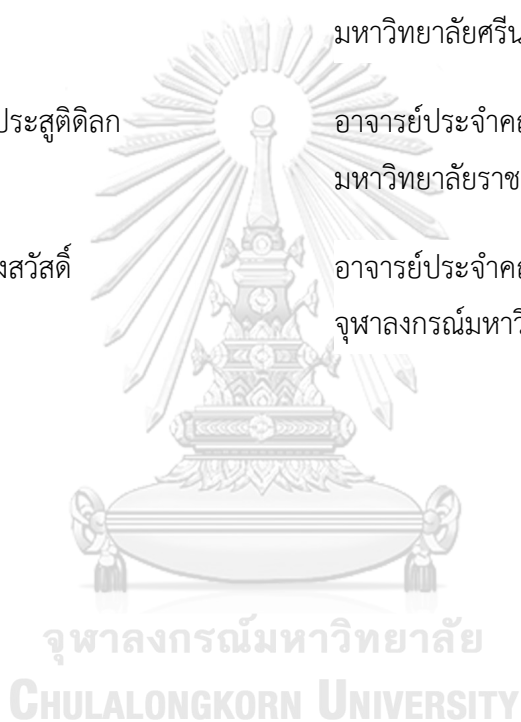 มหาวิทยาลัยศรีน
ประสูติดิลก อาจารย์ประจำคณ
มหาวิทยาลัยราช
งสวัสดิ์ อาจารย์ประจำคณ
จุฬาลงกรณ์มหาวิ
จุฬาลงกรณ์มหาวิทยาลัย
CHULALONGKORN UNIVERSITY